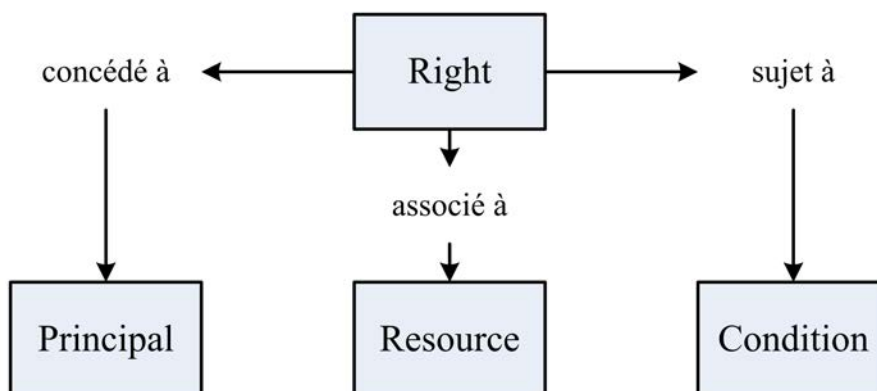 concédé à
Right
sujet à
associé à
Principal
Resource
Condition